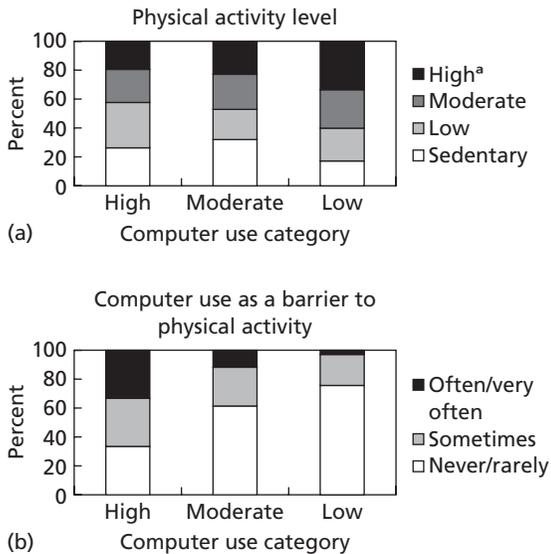 Physical activity level
100
80
60
40
20
0
Percent
Highª
Moderate
Low
Sedentary
High Moderate Low
(a) Computer use category
Computer use as a barrier to
physical activity
100
80
60
40
20
0
Percent
Often/very
often
Sometimes
Never/rarely
High Moderate Low
(b) Computer use category